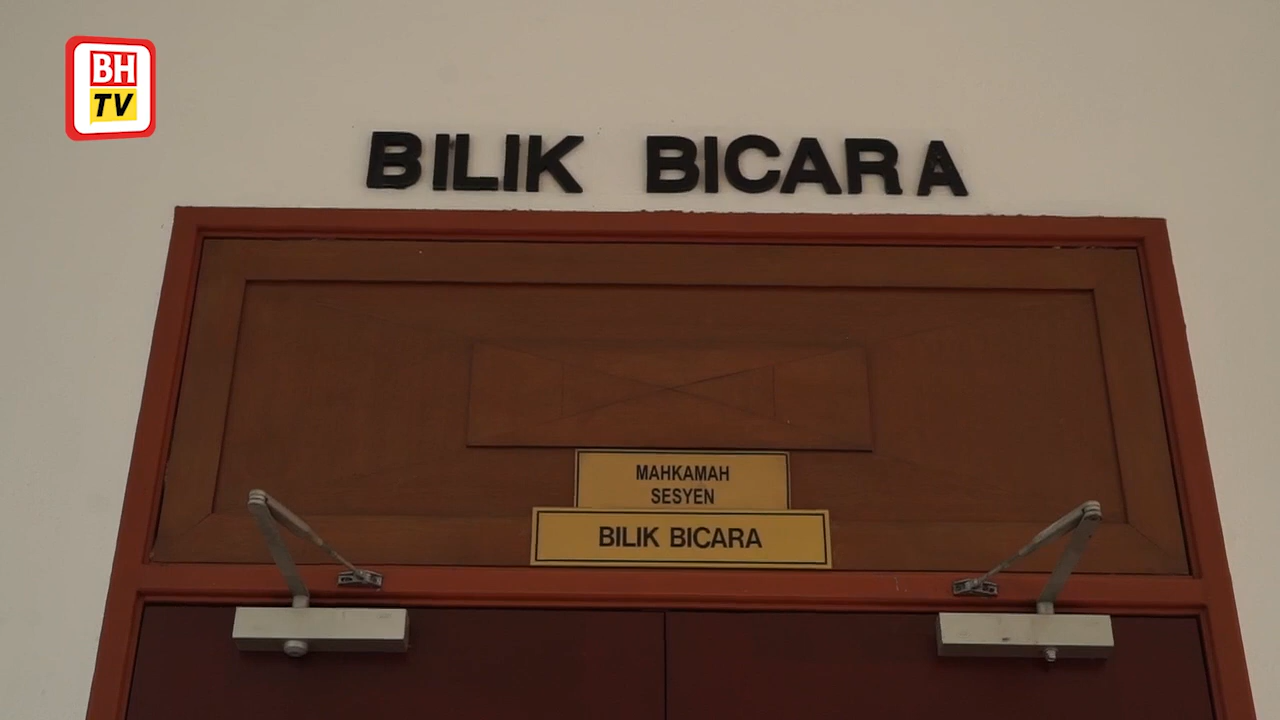 BH
TV
BILIK BICARA
MAHKAMAH
SESYEN
BILIK BICARA